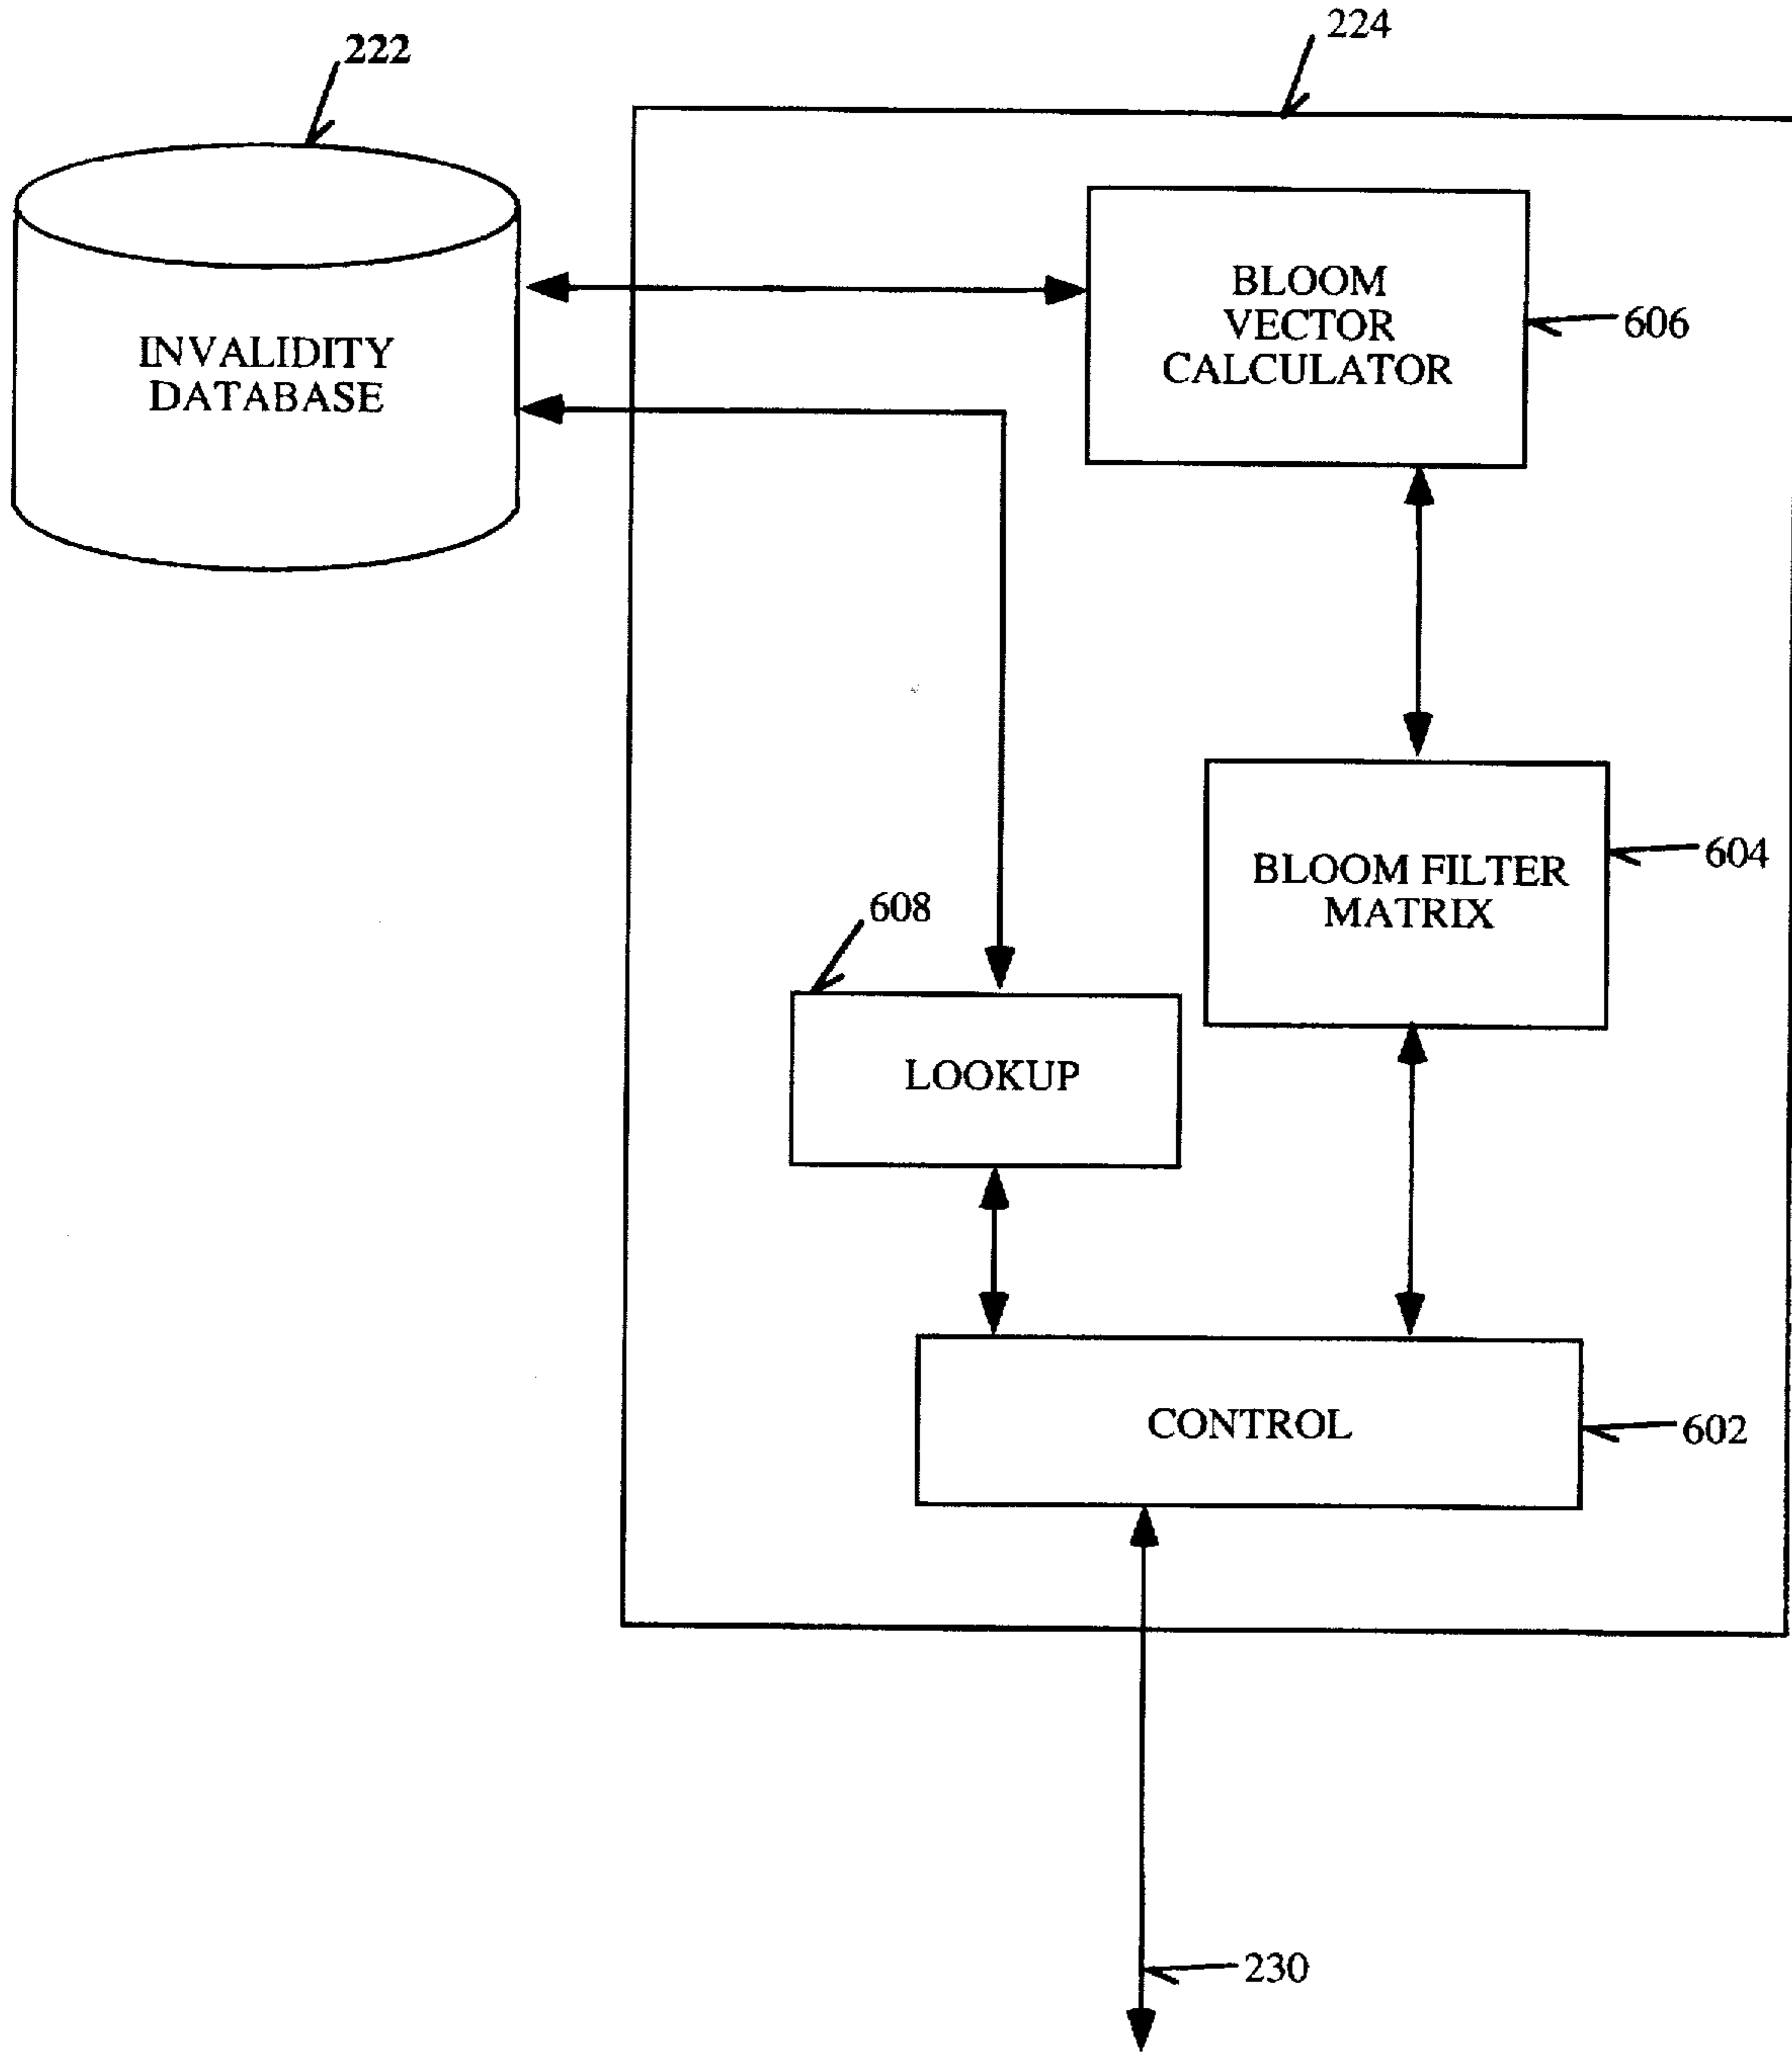 224
222
BLOOM
VECTOR
CALCULATOR
606
INVALIDITY
DATABASE
BLOOM FILTER
MATRIX
604
608
LOOKUP
CONTROL
602
230